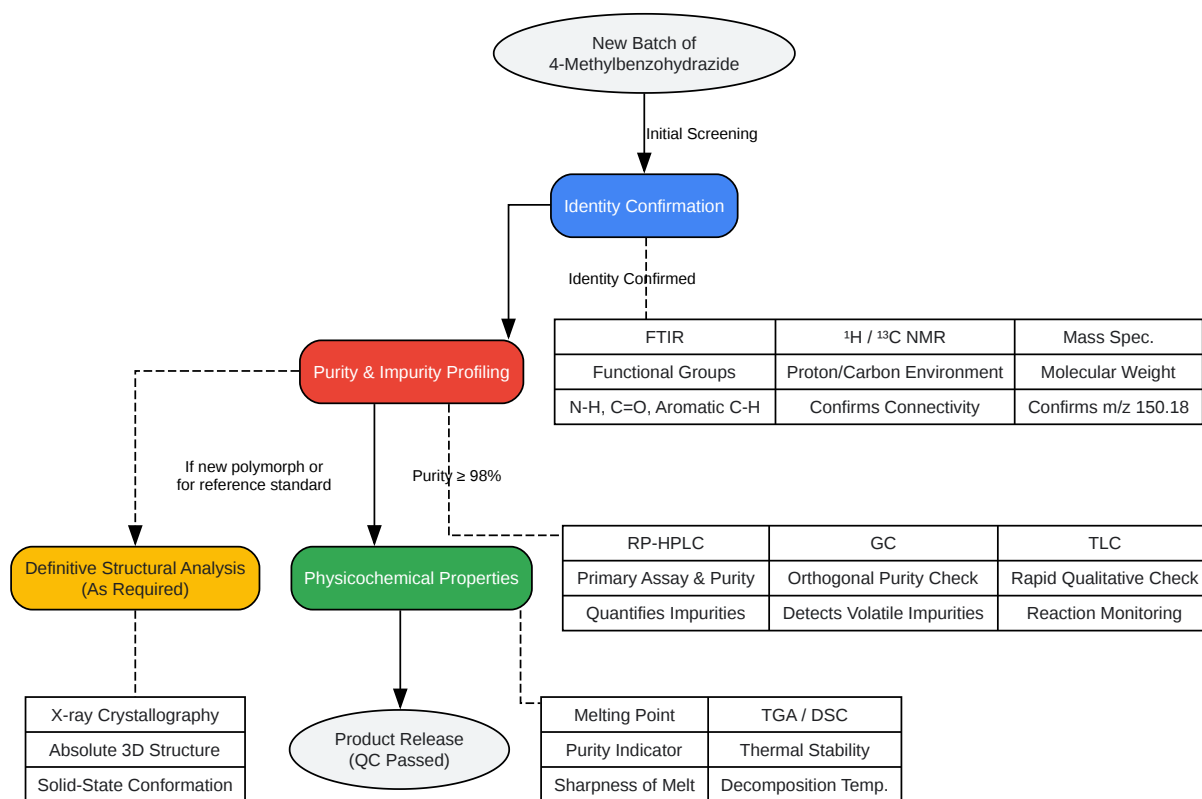 New Batch of
4-Methylbenzohydrazide
Initial Screening
Identity Confirmation
Identity Confirmed
FTIR
¹H / ¹³C NMR
Mass Spec.
Functional Groups
Proton/Carbon Environment
Molecular Weight
N-H, C=O, Aromatic C-H
Confirms Connectivity
Confirms m/z 150.18
Purity & Impurity Profiling
If new polymorph or
for reference standard
Purity ≥ 98%
RP-HPLC
GC
TLC
Primary Assay & Purity
Orthogonal Purity Check
Rapid Qualitative Check
Quantifies Impurities
Detects Volatile Impurities
Reaction Monitoring
Definitive Structural Analysis
(As Required)
Physicochemical Properties
X-ray Crystallography
Absolute 3D Structure
Solid-State Conformation
Product Release
(QC Passed)
Melting Point
TGA / DSC
Purity Indicator
Thermal Stability
Sharpness of Melt
Decomposition Temp.